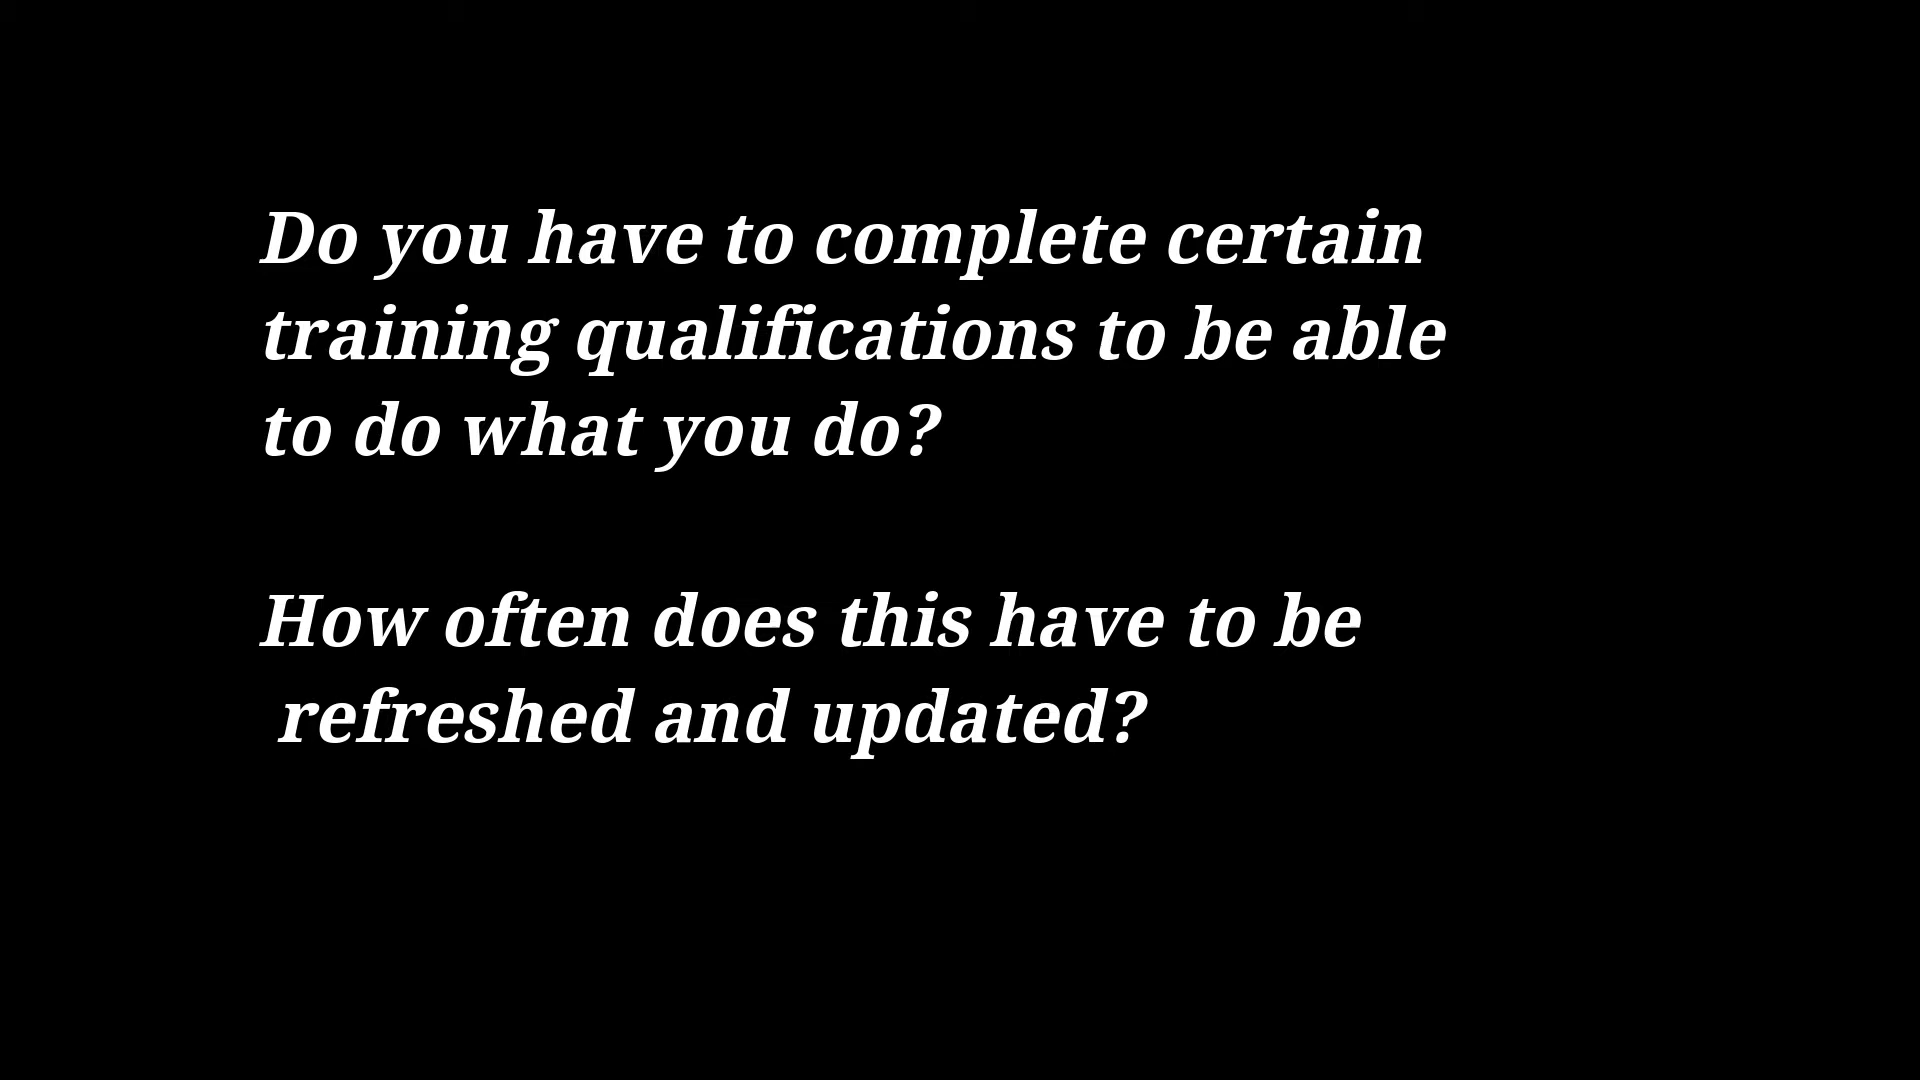 Do you have to complete certain
training qualifications to be able
to do what you do?
How often does this have to be
refreshed and updated?